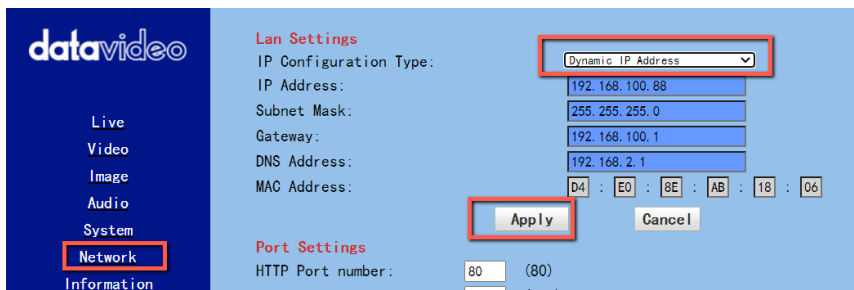 datavideo
Live
Video
Image
Audio
System
Network
Information
Lan Settings
IP Configuration Type: Dynamic IP Address
IP Address: 192.168.100.88
Subnet Mask: 255.255.255.0
Gateway: 192.168.100.1
DNS Address: 192.168.2.1
MAC Address: D4 : E0 : 8E : AB : 18 : 06
Apply Cancel
Port Settings
HTTP Port number: 80 (80)